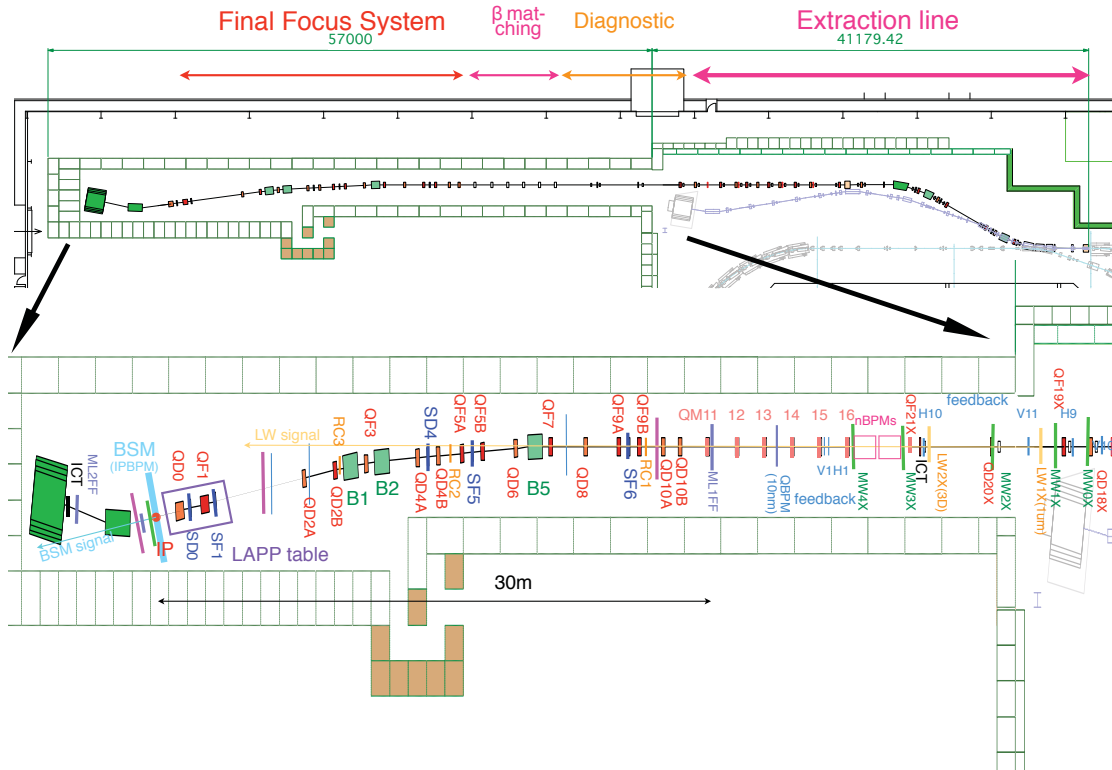 Final Focus System
β mat-
ching
Diagnostic
Extraction line
57000
41179.42
BSM
(IPBPM)
ICT
ML2FF
QD0
QF1
IP
SD0
SF1
BSM signal
LAPP table
LW signal
QD2A
QD2B
RC3
QF3
B1
B2
SD4
QD4A
QD4B
RC2
QF5A
QF5B
SF5
QD6
B5
QF7
QD8
QF9A
SF6
QF9B
RC1
QD10A
QD10B
QM11
12
13
14
15
16
ML1FF
QBPM
(10nm)
V1
H1
feedback
nBPMs
MW4X
MW3X
QF21X
H10
ICT
LW2X(3D)
feedback
QD20X
MW2X
V11
LW1X(1um)
QF19X
H9
MW1X
MW0X
QD18X
30m